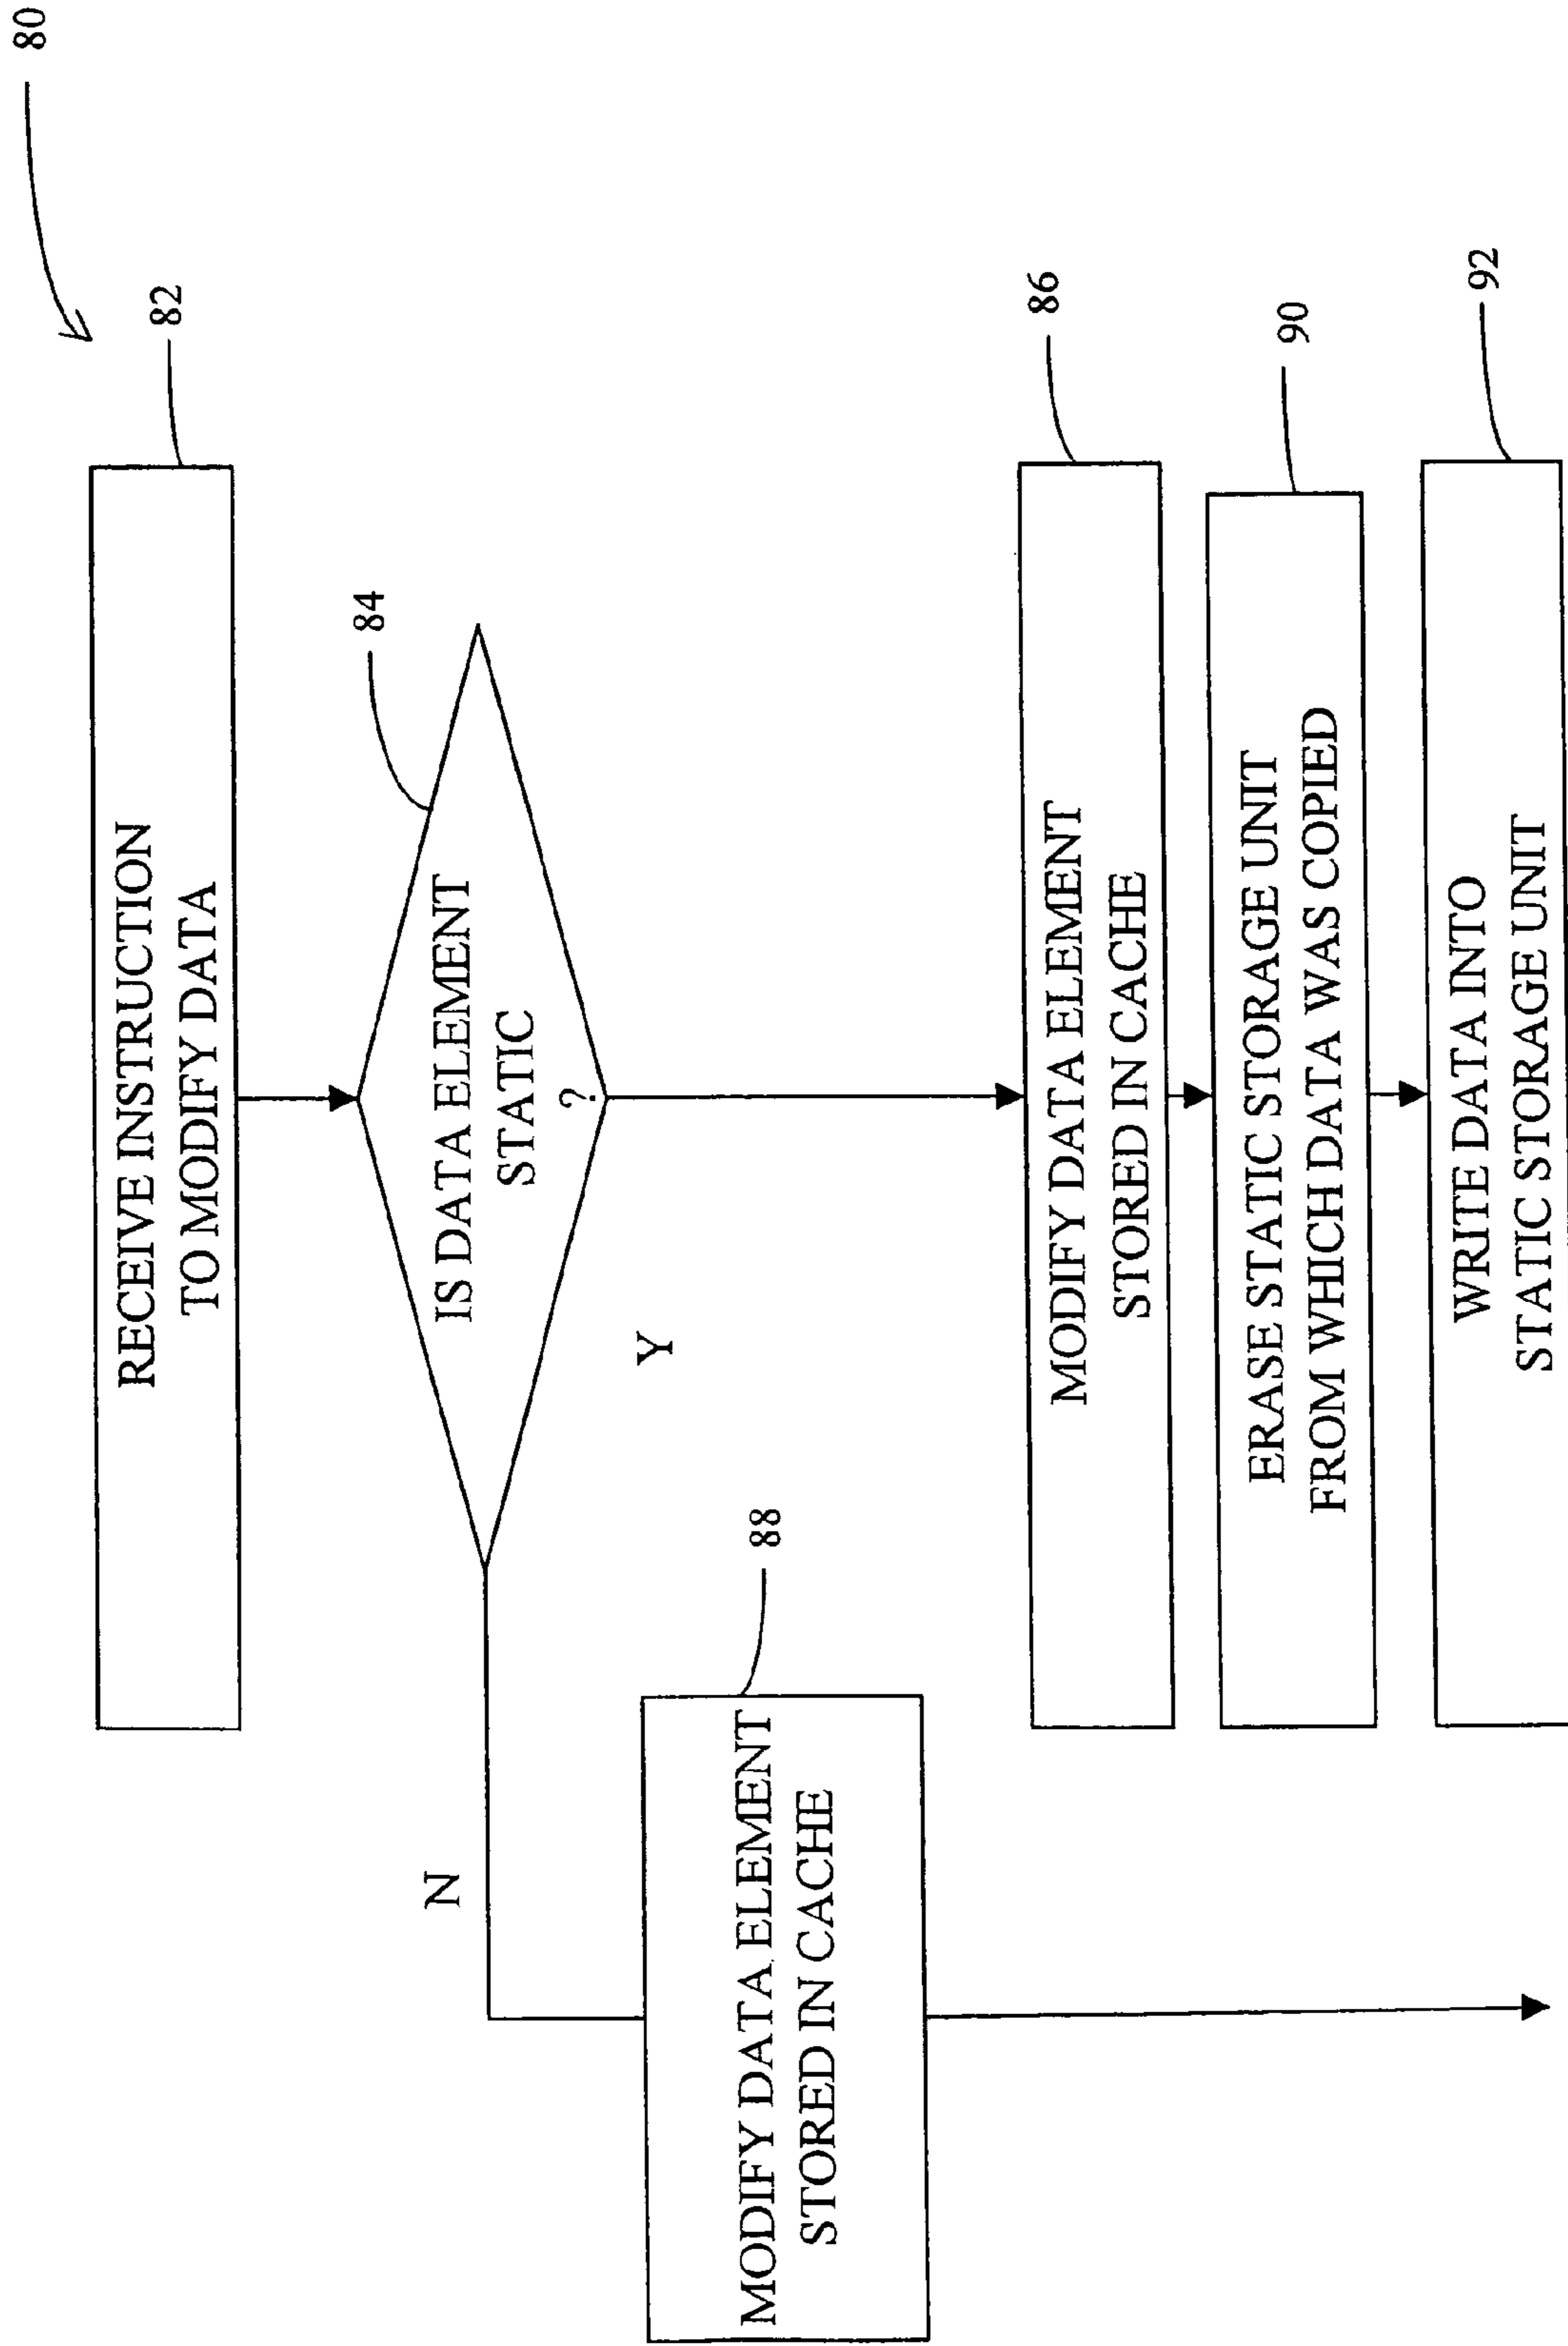 80
RECEIVE INSTRUCTION
TO MODIFY DATA
82
84
IS DATA ELEMENT
STATIC
?
N
Y
MODIFY DATA ELEMENT
STORED IN CACHE
88
MODIFY DATA ELEMENT
STORED IN CACHE
86
ERASE STATIC STORAGE UNIT
FROM WHICH DATA WAS COPIED
90
WRITE DATA INTO
STATIC STORAGE UNIT
92